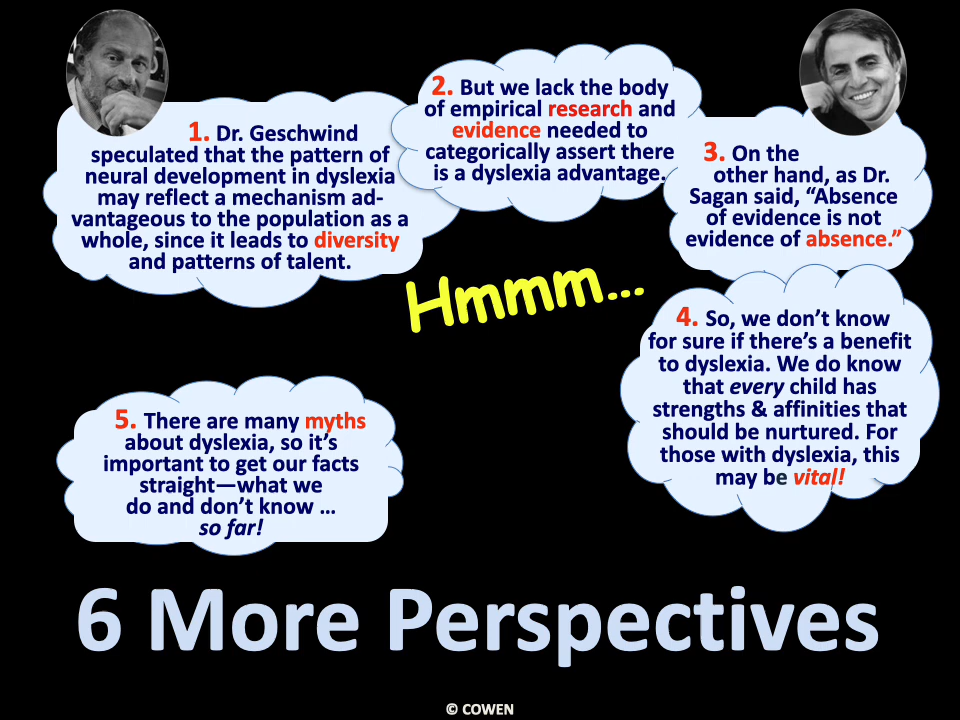 1. Dr. Geschwind
speculated that the pattern of
neural development in dyslexia
may reflect a mechanism ad-
vantageous to the population as a
whole, since it leads to diversity
and patterns of talent.
2. But we lack the body
of empirical research and
evidence needed to
categorically assert there
is a dyslexia advantage.
3. On the
other hand, as Dr.
Sagan said, “Absence
of evidence is not
evidence of absence.”
Hmmm...
4. So, we don’t know
for sure if there’s a benefit
to dyslexia. We do know
that every child has
strengths & affinities that
should be nurtured. For
those with dyslexia, this
may be vital!
5. There are many myths
about dyslexia, so it’s
important to get our facts
straight—what we
do and don’t know …
so far!
6 More Perspectives
© COWEN